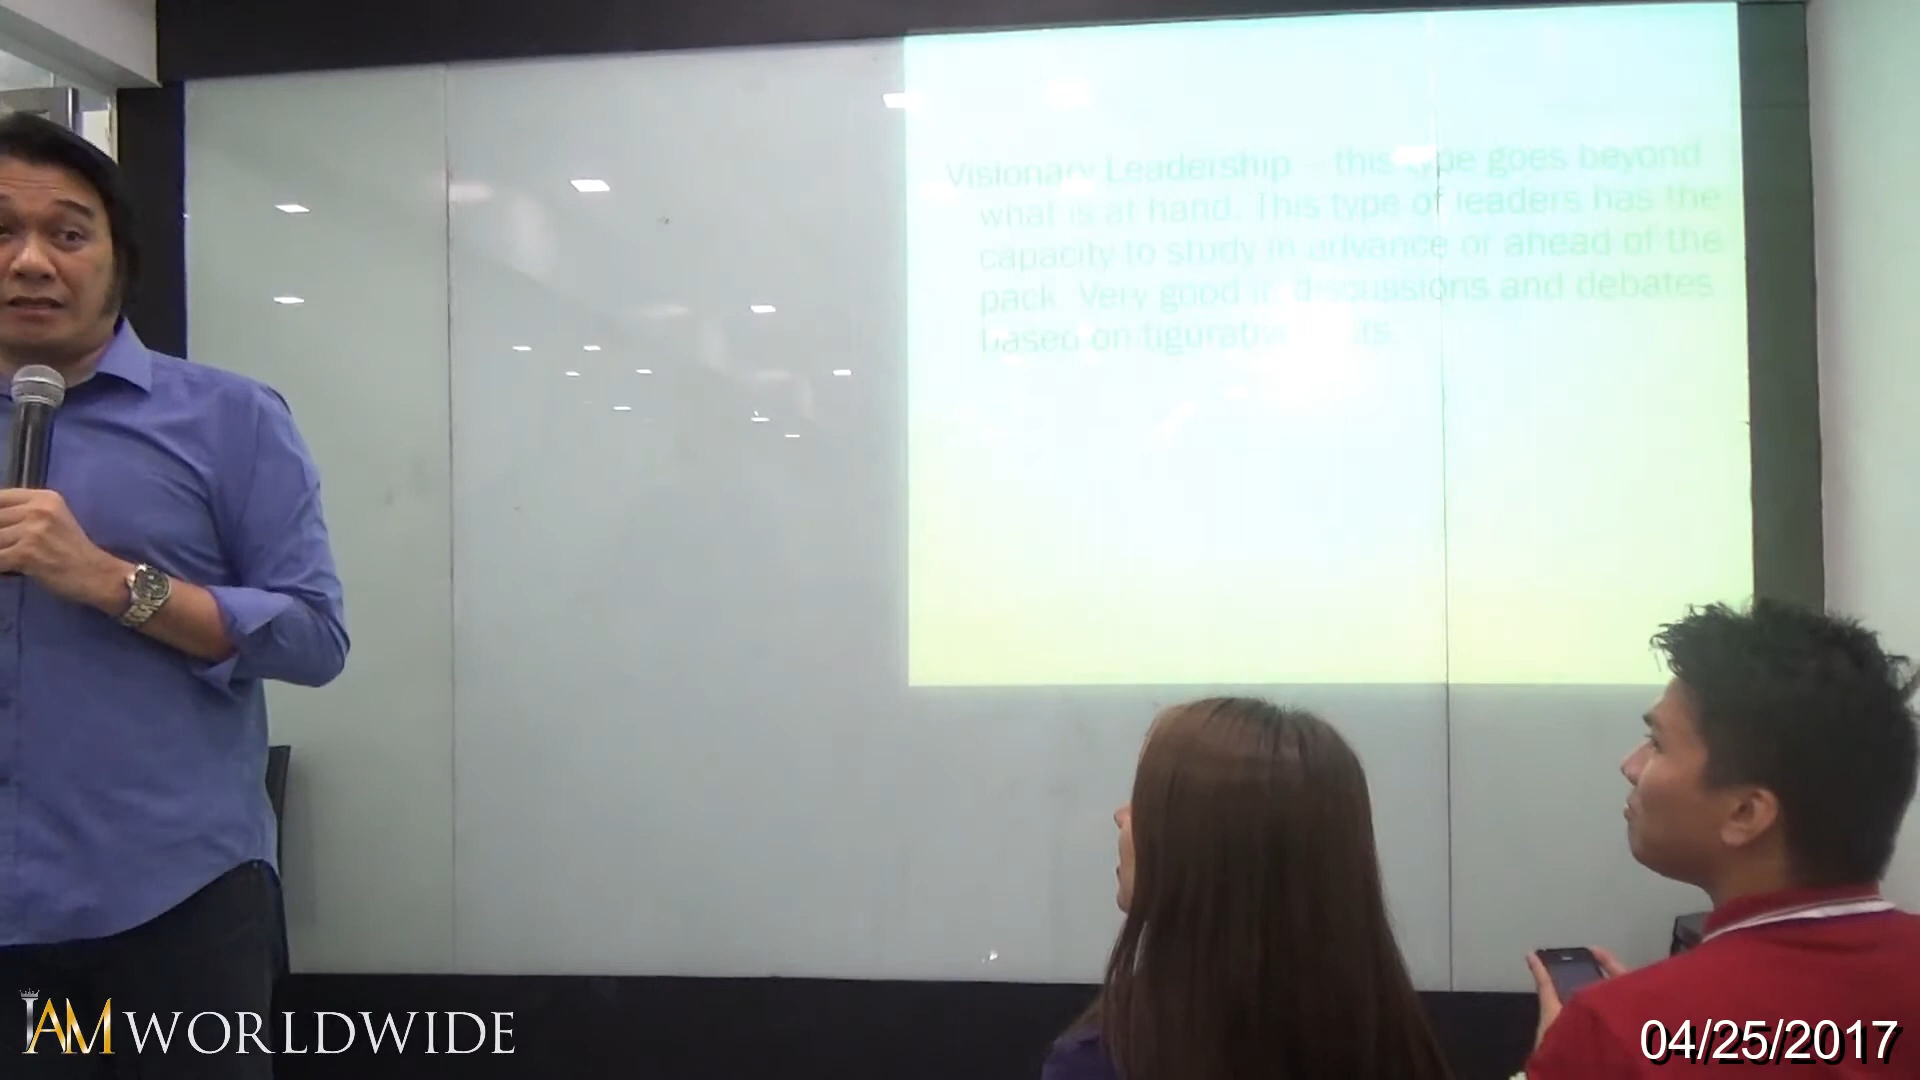 Visionary Leadership – this type goes beyond
what is at hand. This type of leaders has the
capacity to study in advance or ahead of the
pack. Very good in discussions and debates
based on figurative
IAM WORLDWIDE
04/25/2017